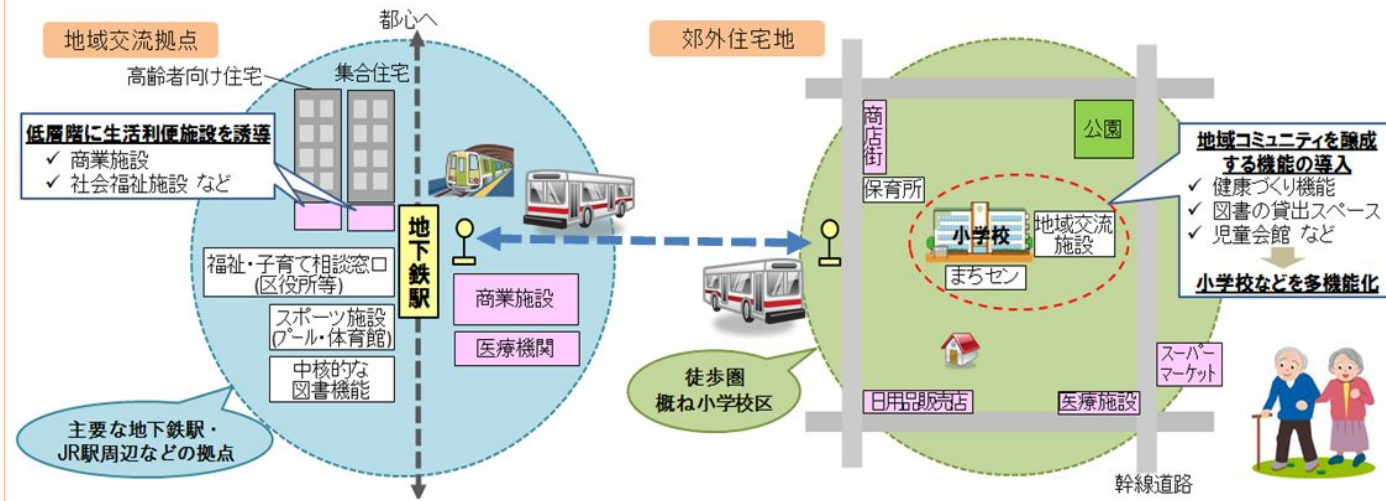 地域交流拠点
都心へ
高齢者向け住宅
集合住宅
低層階に生活利便施設を誘導
✓ 商業施設
✓ 社会福祉施設 など
地下鉄駅
福祉・子育て相談窓口
(区役所等)
スポーツ施設
(プール・体育館)
中核的な
図書機能
商業施設
医療機関
主要な地下鉄駅・
JR駅周辺などの拠点
郊外住宅地
商店街
公園
保育所
小学校
地域交流
施設
まちセン
地域コミュニティを醸成
する機能の導入
✓ 健康づくり機能
✓ 図書の貸出スペース
✓ 児童会館 など
小学校などを多機能化
徒歩圏
概ね小学校区
スーパー
マーケット
日用品販売店
医療施設
幹線道路